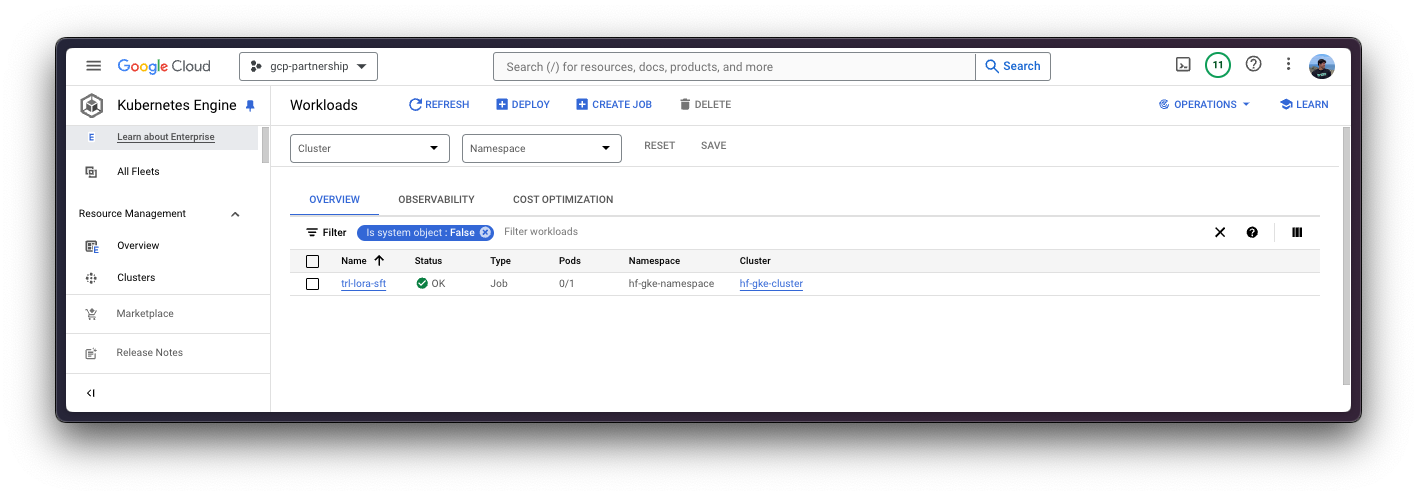 Google Cloud
gcp-partnership
Search (/) for resources, docs, products, and more
Search
11
Kubernetes Engine
Workloads
REFRESH
DEPLOY
CREATE JOB
DELETE
OPERATIONS
LEARN
E
Learn about Enterprise
All Fleets
Resource Management
Overview
Clusters
Marketplace
Release Notes
Cluster
Namespace
RESET
SAVE
OVERVIEW
OBSERVABILITY
COST OPTIMIZATION
Filter
Is system object : False
Filter workloads
Name Status Type Pods Namespace Cluster
trl-lora-sft OK Job 0/1 hf-gke-namespace hf-gke-cluster